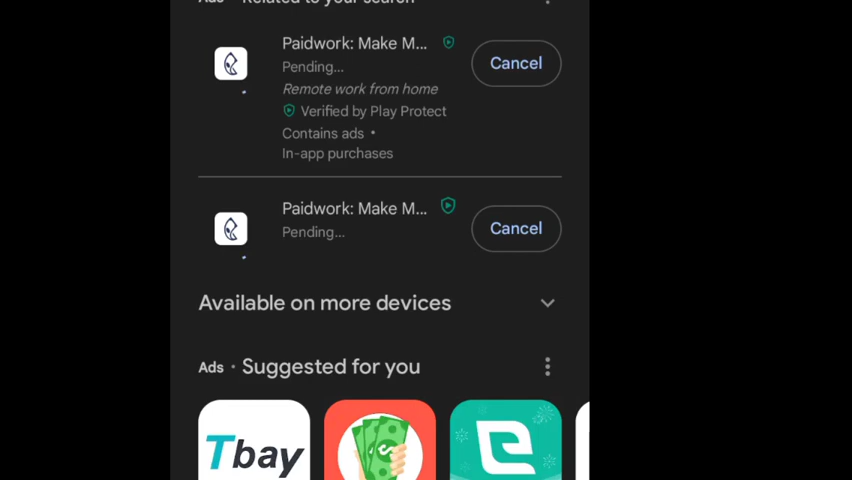 Ads · Related to your search
Paidwork: Make M...
Pending...
Cancel
Remote work from home
Verified by Play Protect
Contains ads •
In-app purchases
Paidwork: Make M...
Pending...
Cancel
Available on more devices
Ads · Suggested for you
Tbay